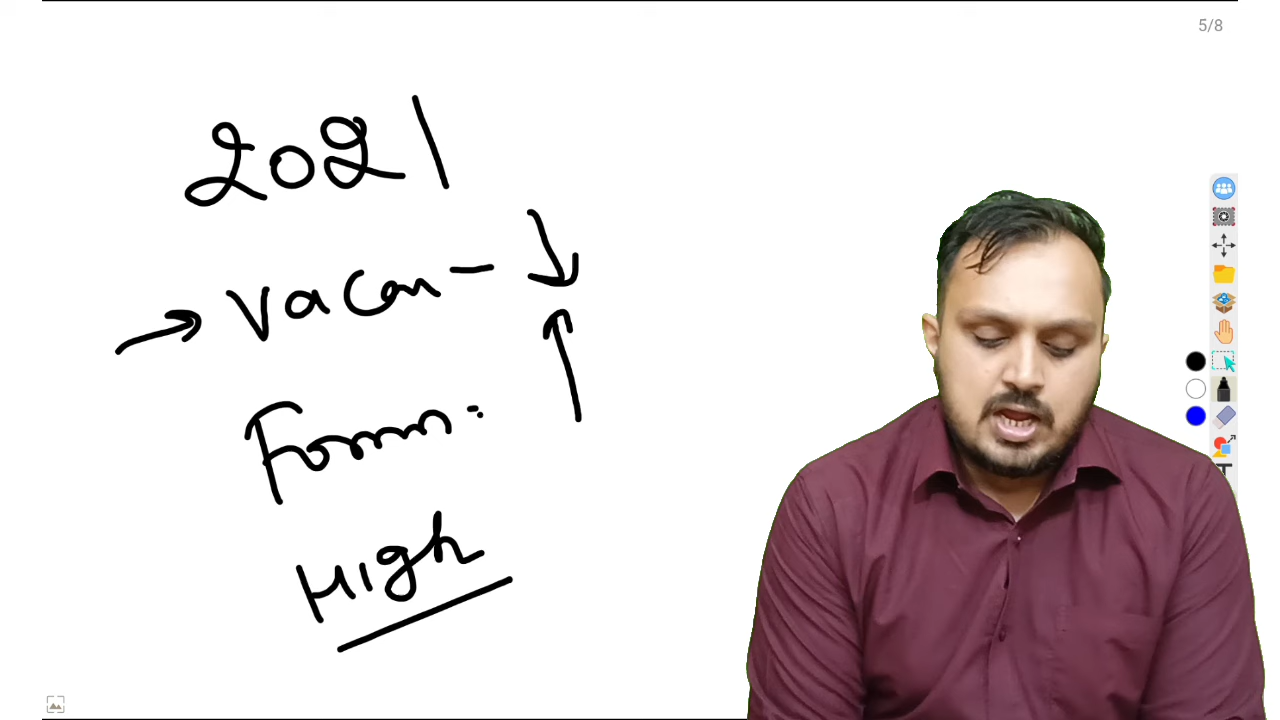 5/8
2021
→ Vacan - ↓
Form : ↑
High